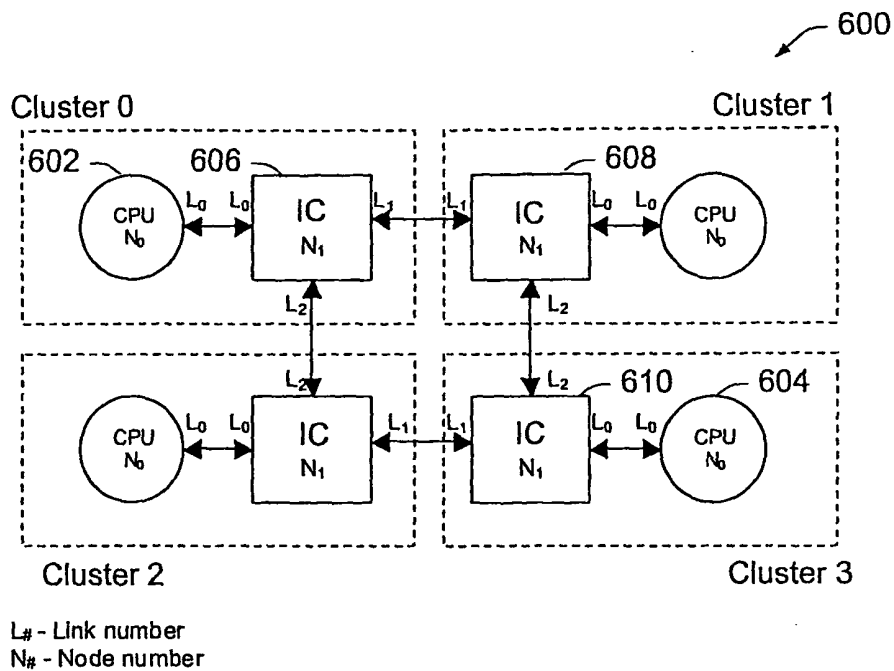 600
Cluster 0
Cluster 1
602
606
608
CPU
N₀
L₀
L₀
IC
N₁
L₁
L₁
IC
N₁
L₀
L₀
CPU
N₀
L₂
L₂
L₂
L₂
610
604
CPU
N₀
L₀
L₀
IC
N₁
L₁
L₁
IC
N₁
L₀
L₀
CPU
N₀
Cluster 2
Cluster 3
L# - Link number
N# - Node number